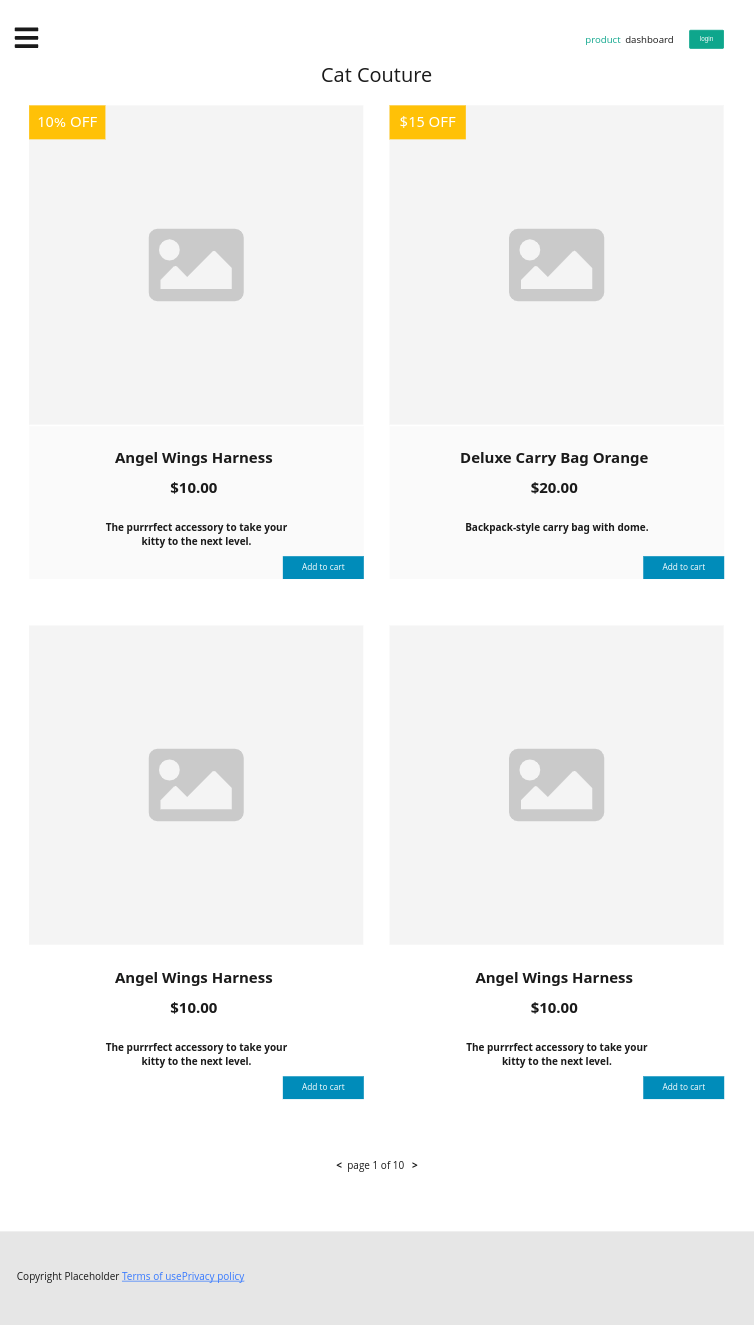 product dashboard login
Cat Couture
10% OFF
$15 OFF
Angel Wings Harness
$10.00
The purrrfect accessory to take your
kitty to the next level.
Add to cart
Deluxe Carry Bag Orange
$20.00
Backpack-style carry bag with dome.
Add to cart
Angel Wings Harness
$10.00
The purrrfect accessory to take your
kitty to the next level.
Add to cart
Angel Wings Harness
$10.00
The purrrfect accessory to take your
kitty to the next level.
Add to cart
< page 1 of 10 >
Copyright Placeholder Terms of usePrivacy policy